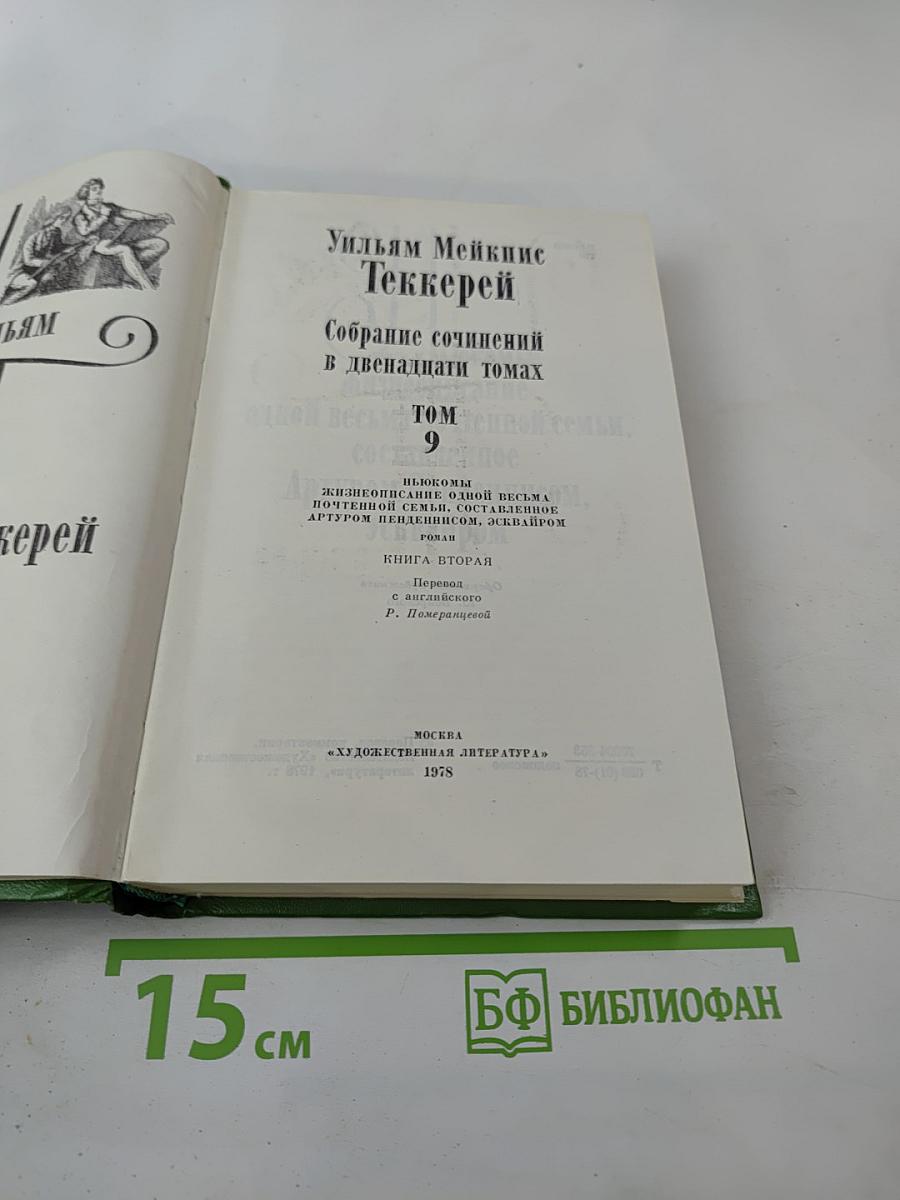 льям
керей
Уильям Мейкпис
Теккерей
Собрание сочинений
в двенадцати томах
ТОМ
9
НЬЮКОМЫ
ЖИЗНЕОПИСАНИЕ ОДНОЙ ВЕСЬМА
ПОЧТЕННОЙ СЕМЬИ, СОСТАВЛЕННОЕ
АРТУРОМ ПЕНДЕННИСОМ, ЭСКВАЙРОМ
РОМАН
КНИГА ВТОРАЯ
Перевод
с английского
Р. Померанцевой
МОСКВА
«ХУДОЖЕСТВЕННАЯ ЛИТЕРАТУРА»
1978
15 см
БФ БИБЛИОФАН